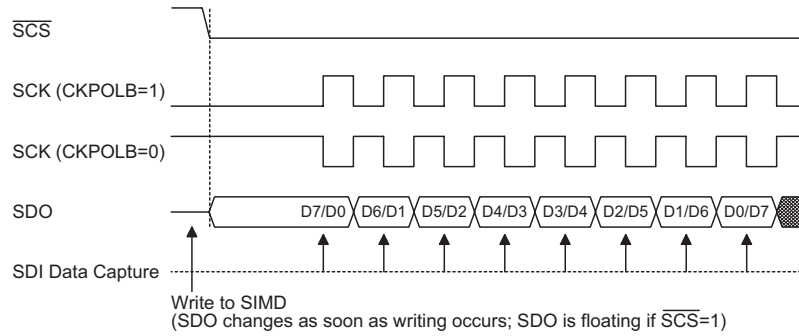 SCS
SCK (CKPOLB=1)
SCK (CKPOLB=0)
SDO D7/D0 D6/D1 D5/D2 D4/D3 D3/D4 D2/D5 D1/D6 D0/D7
SDI Data Capture
Write to SIMD
(SDO changes as soon as writing occurs; SDO is floating if SCS=1)